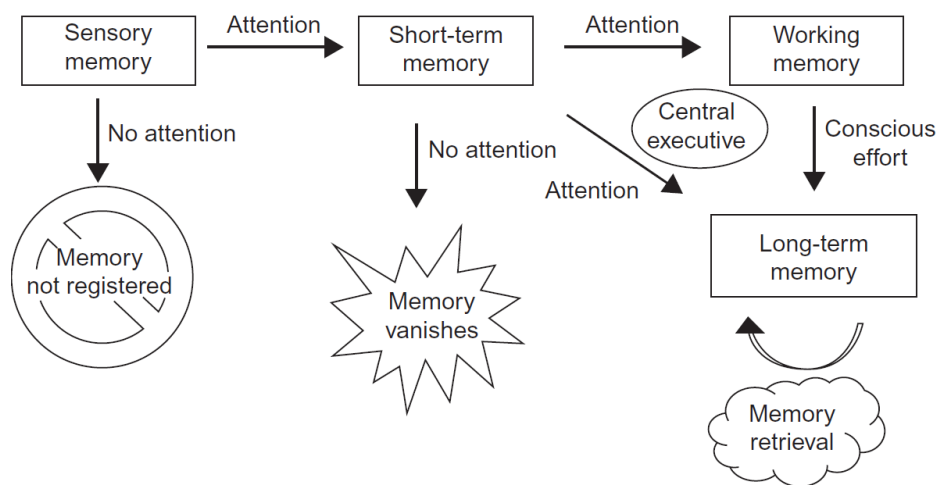 Sensory
memory
Attention
Short-term
memory
Attention
Working
memory
No attention
No attention
Central
executive
Attention
Conscious
effort
Memory
not registered
Memory
vanishes
Long-term
memory
Memory
retrieval